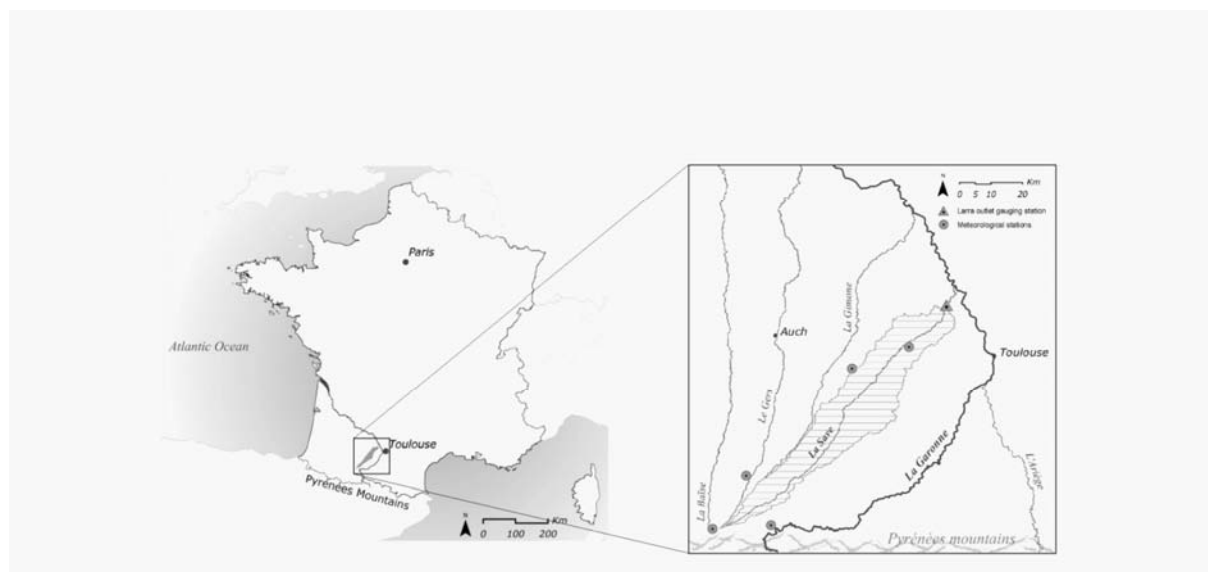 Paris
Atlantic Ocean
Toulouse
Pyrénées Mountains
N
Km
0 100 200
N
Km
0 5 10 20
Larra outlet gauging station
Meteorological stations
La Gimone
Auch
Toulouse
Le Gers
La Save
La Garonne
La Baïse
L'Ariège
Pyrénées mountains